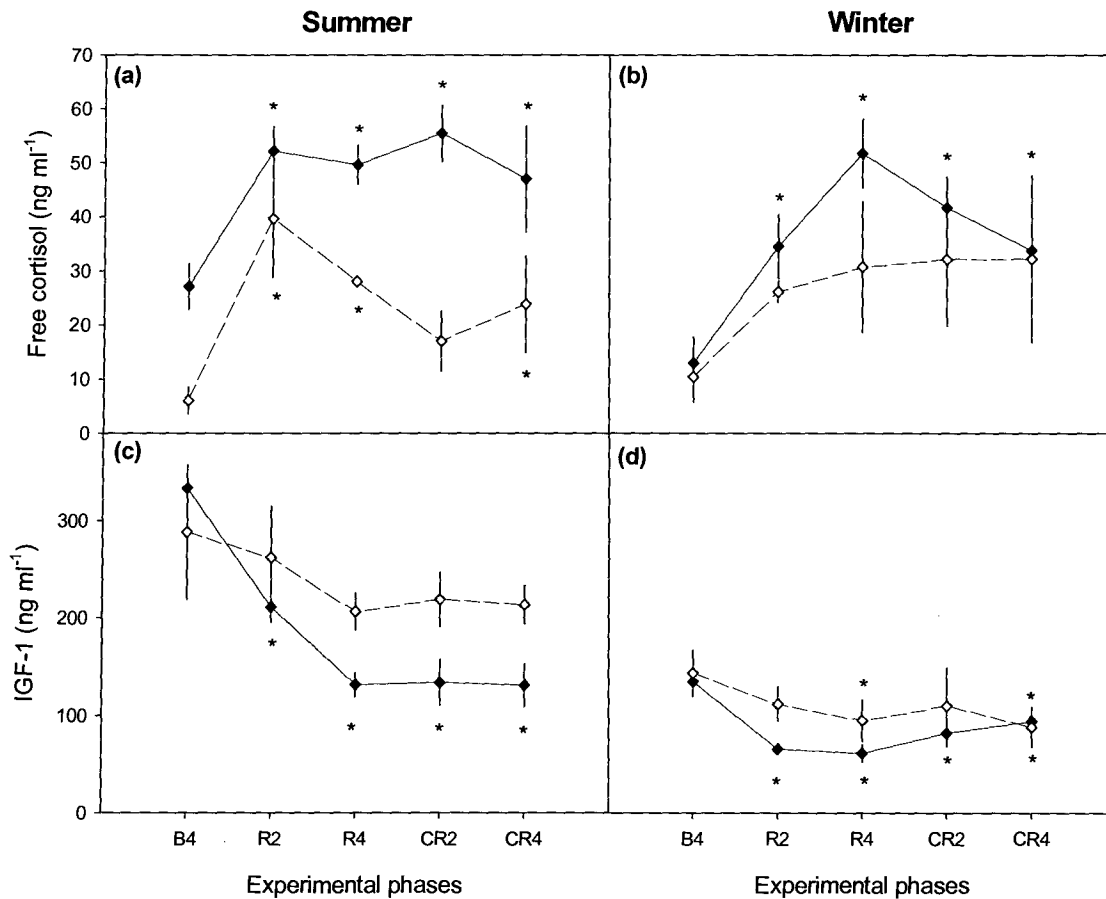 Summer
Winter
(a)
(b)
70
60
50
40
30
20
10
0
Free cortisol (ng ml⁻¹)
* * * *
* * *
* * * *
(c)
(d)
300
200
100
0
IGF-1 (ng ml⁻¹)
* * * *
* *
* * * *
B4 R2 R4 CR2 CR4
B4 R2 R4 CR2 CR4
Experimental phases
Experimental phases